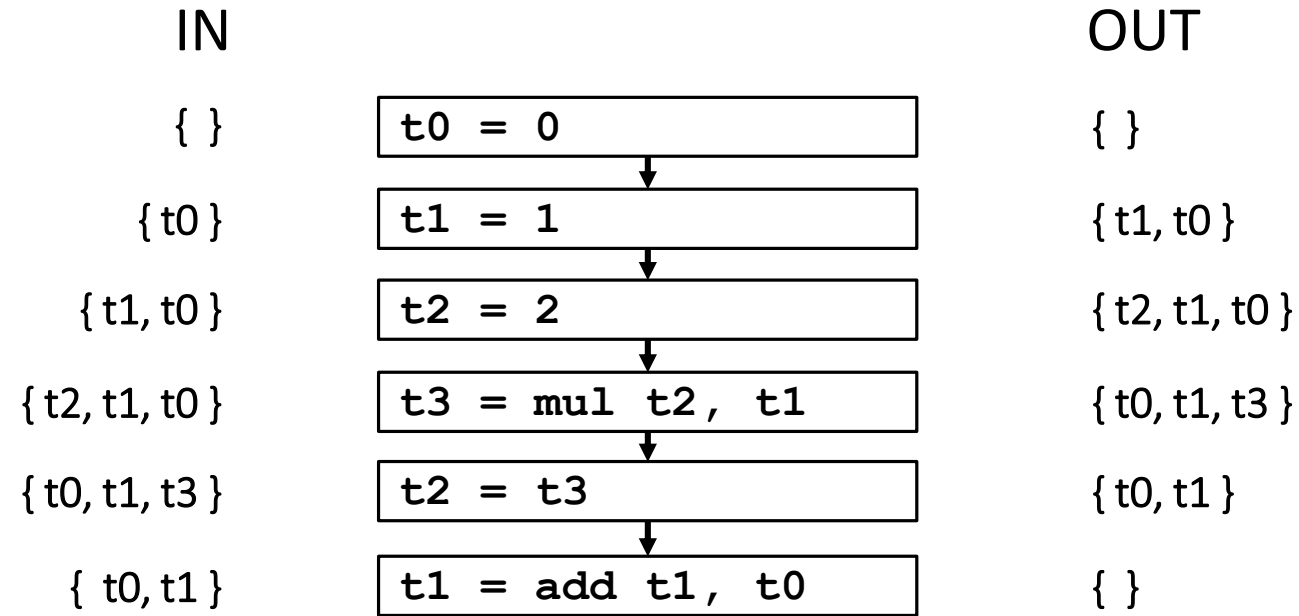 IN OUT
{ } t0 = 0 { }
{ t0 } t1 = 1 { t1, t0 }
{ t1, t0 } t2 = 2 { t2, t1, t0 }
{ t2, t1, t0 } t3 = mul t2, t1 { t0, t1, t3 }
{ t0, t1, t3 } t2 = t3 { t0, t1 }
{ t0, t1 } t1 = add t1, t0 { }